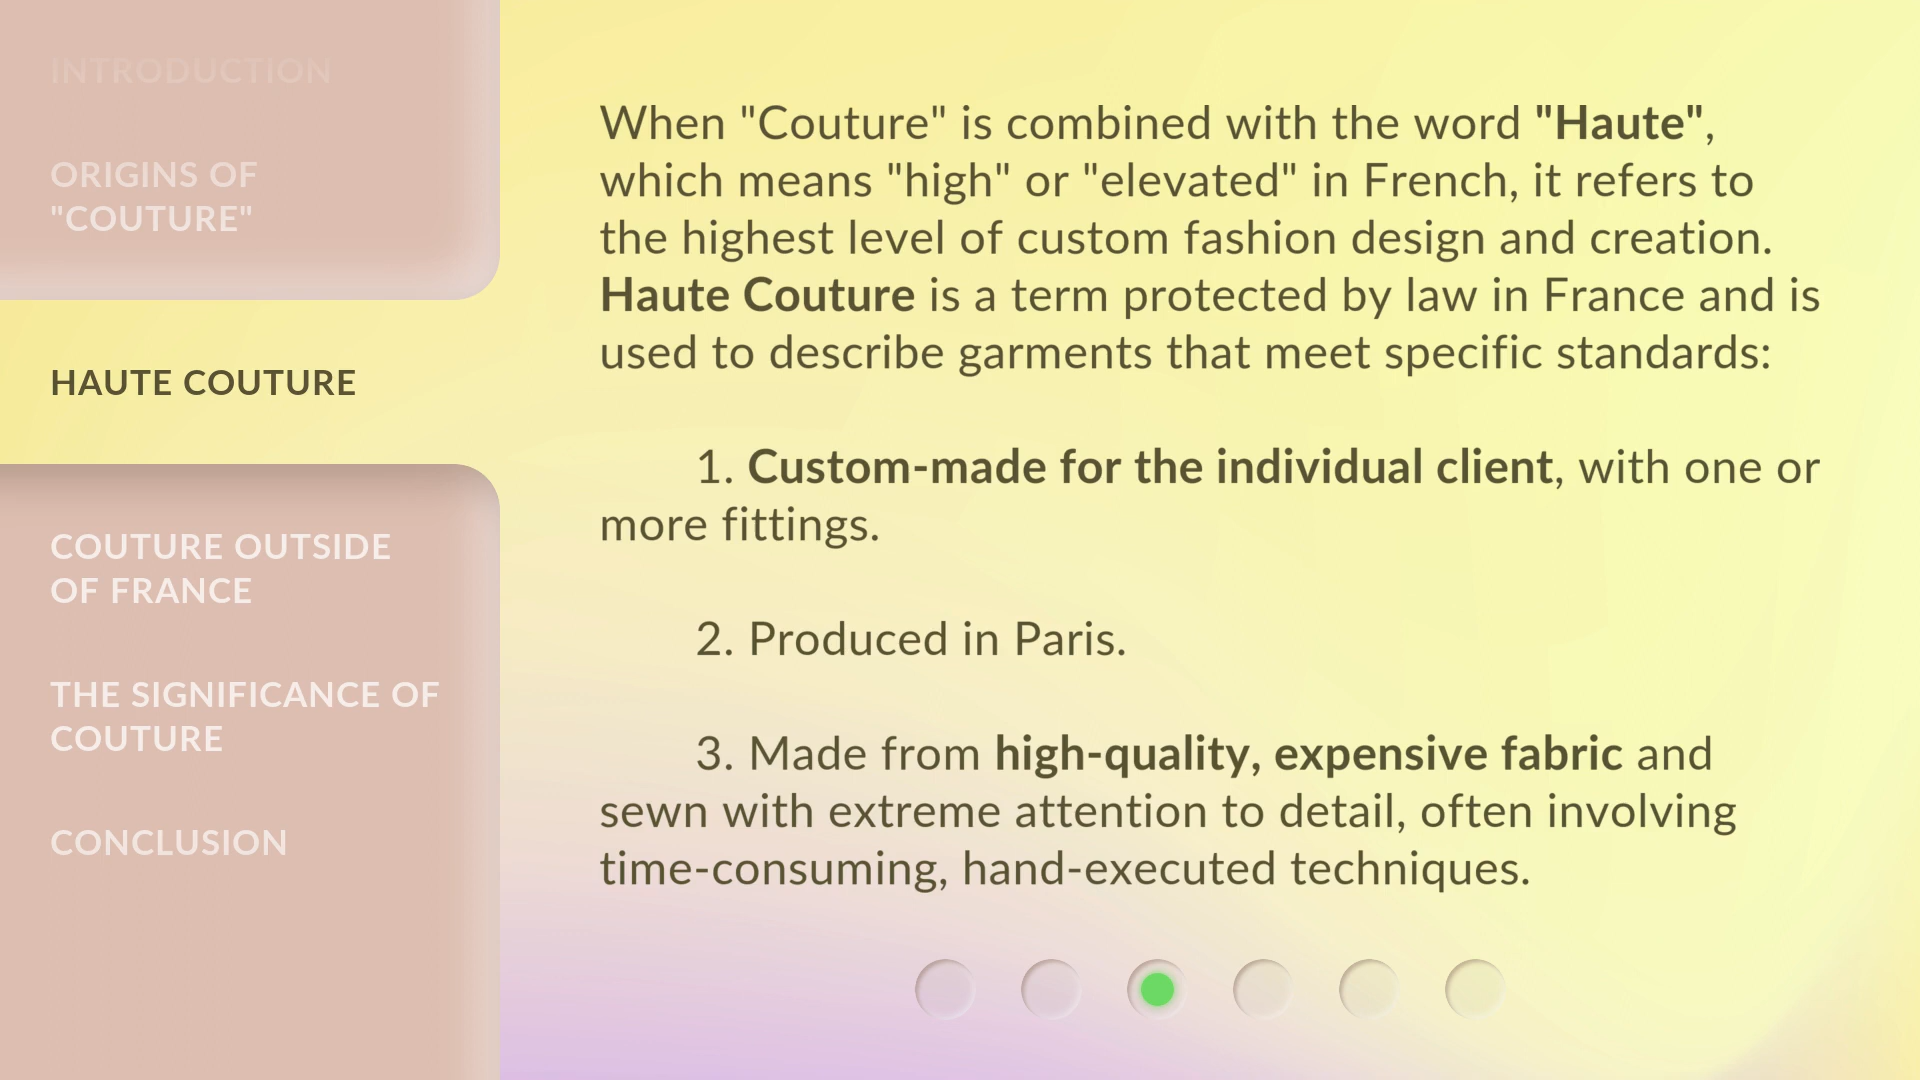 INTRODUCTION
ORIGINS OF
"COUTURE"
HAUTE COUTURE
COUTURE OUTSIDE
OF FRANCE
THE SIGNIFICANCE OF
COUTURE
CONCLUSION
When "Couture" is combined with the word "Haute",
which means "high" or "elevated" in French, it refers to
the highest level of custom fashion design and creation.
Haute Couture is a term protected by law in France and is
used to describe garments that meet specific standards:
1. Custom-made for the individual client, with one or
more fittings.
2. Produced in Paris.
3. Made from high-quality, expensive fabric and
sewn with extreme attention to detail, often involving
time-consuming, hand-executed techniques.